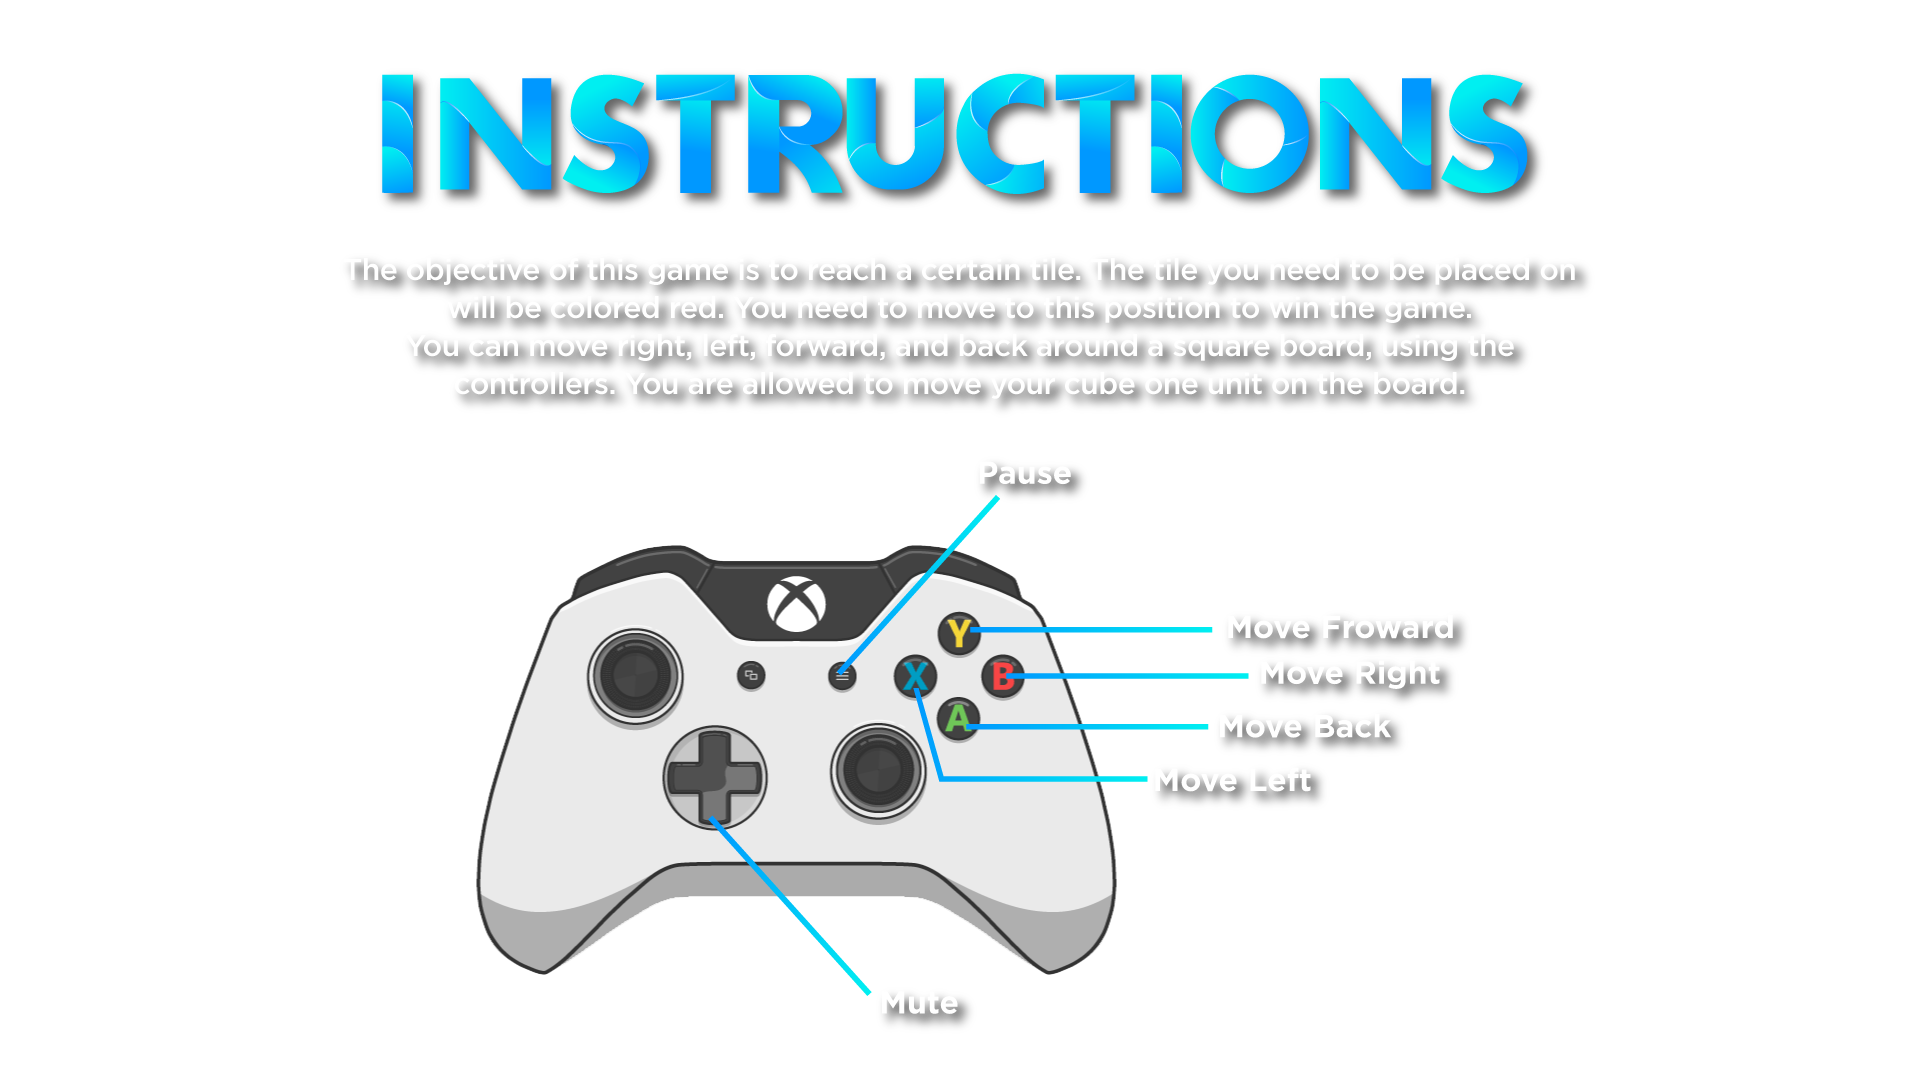 INSTRUCTIONS
The objective of this game is to reach a certain tile. The tile you need to be placed on
will be colored red. You need to move to this position to win the game.
You can move right, left, forward, and back around a square board, using the
controllers. You are allowed to move your cube one unit on the board.
Pause
Y
Move Froward
X
B
Move Right
A
Move Back
Move Left
Mute